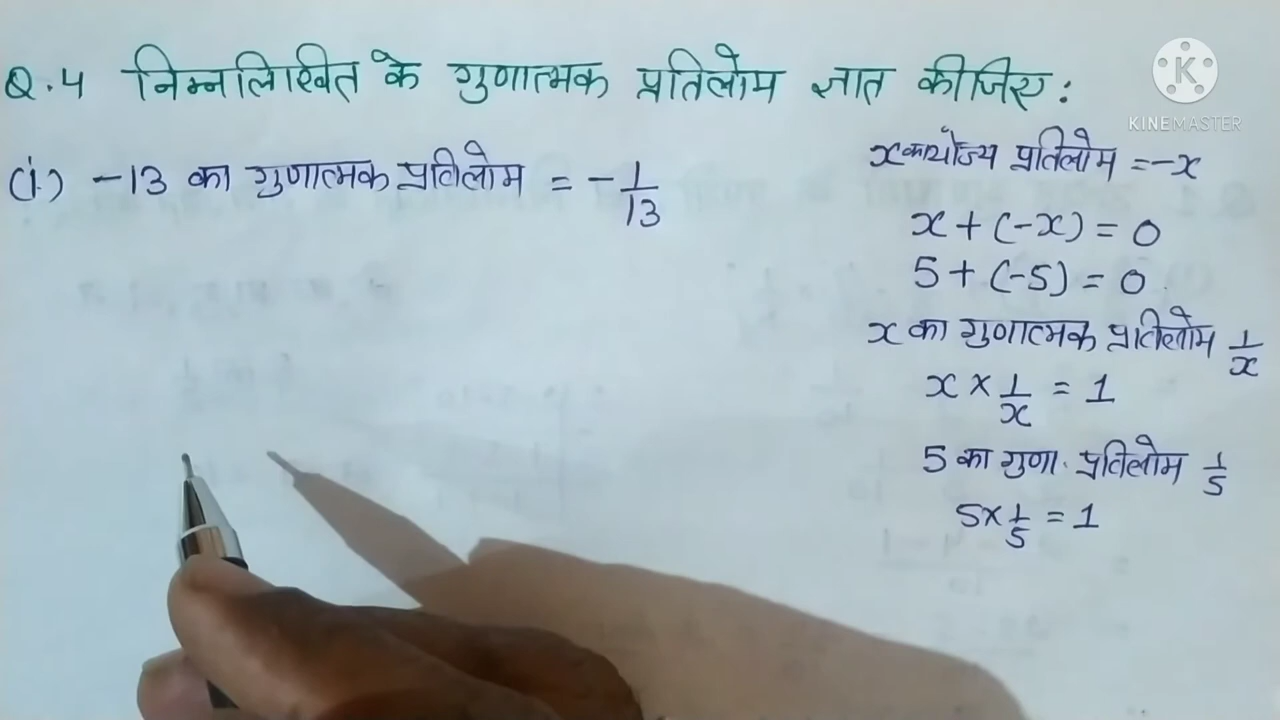 Q.4 निम्नलिखित के गुणात्मक प्रतिलोम ज्ञात कीजिए:
(i.) -13 का गुणात्मक प्रतिलोम = -1/13
x का योज्य प्रतिलोम = -x
x + (-x) = 0
5 + (-5) = 0
x का गुणात्मक प्रतिलोम 1/x
x × 1/x = 1
5 का गुणा. प्रतिलोम 1/5
5 × 1/5 = 1
K
KINEMASTER